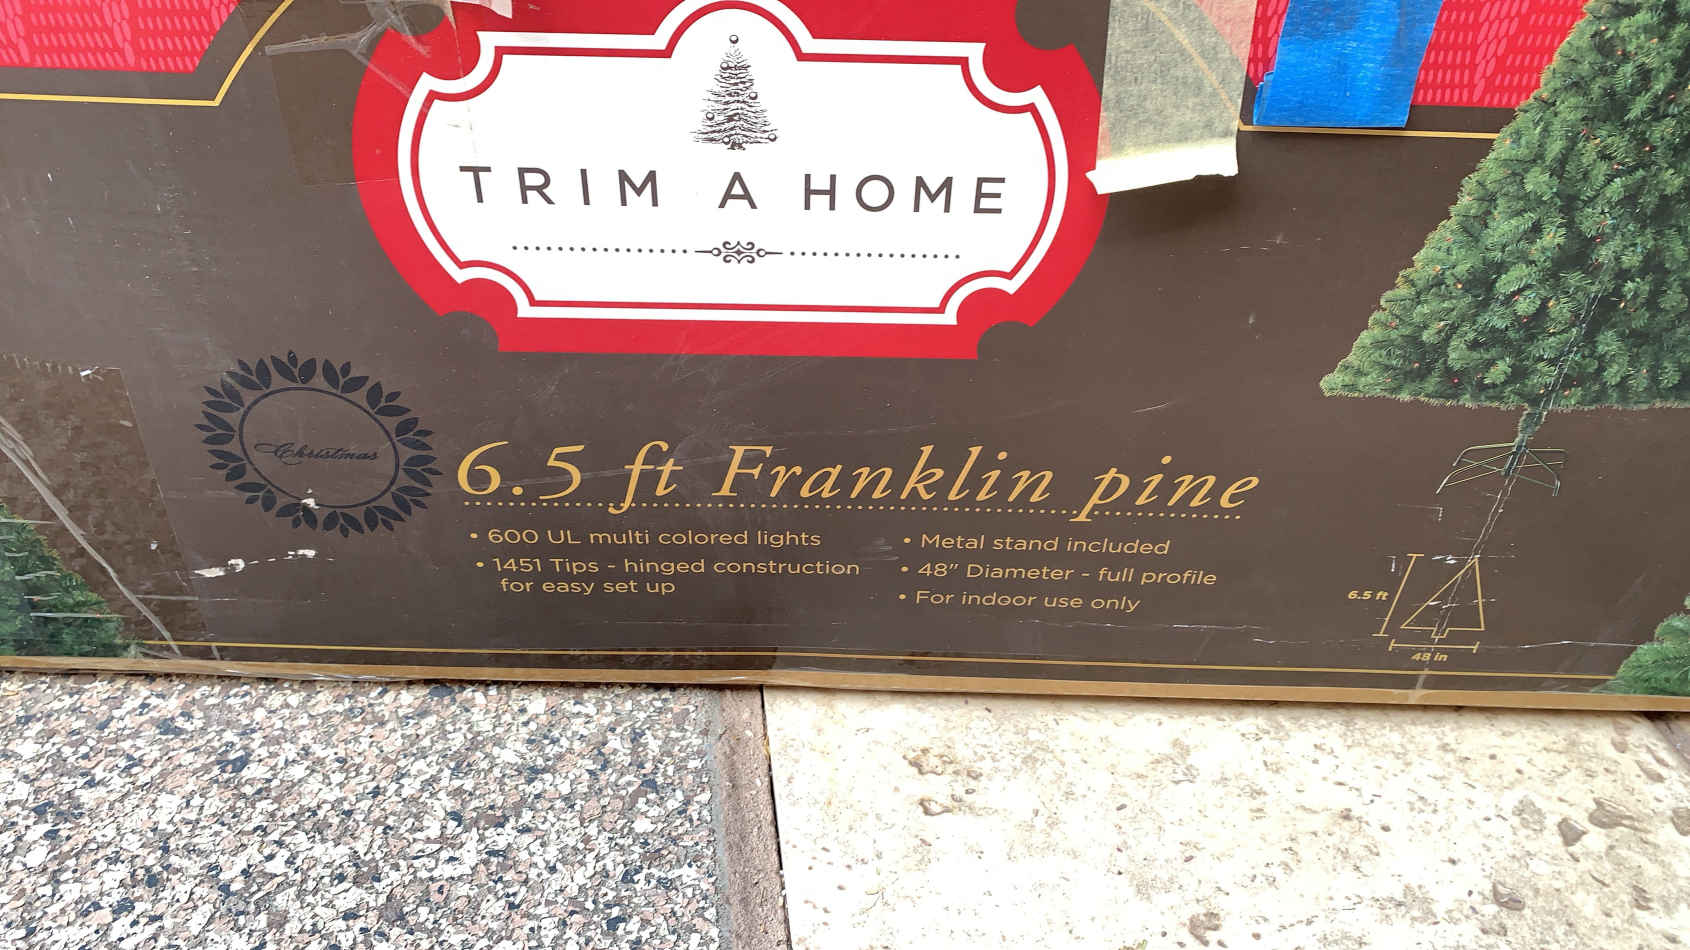 TRIM A HOME
Christmas
6.5 ft Franklin pine
• 600 UL multi colored lights
• 1451 Tips - hinged construction
for easy set up
• Metal stand included
• 48" Diameter - full profile
• For indoor use only
6.5 ft
48 in